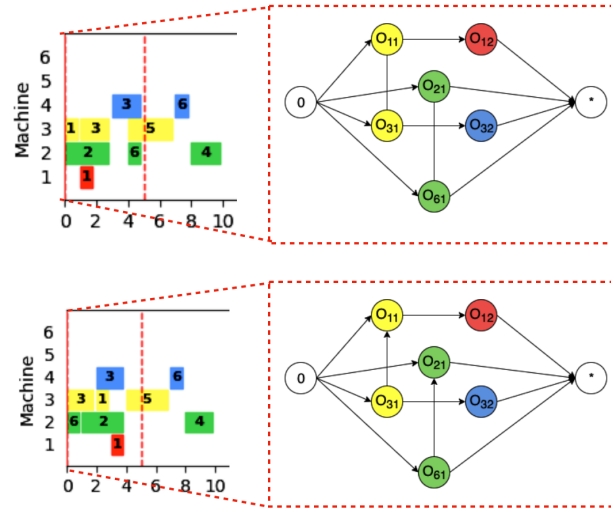 6
5
4
3
2
1
Machine
3 7
1 3 5
2 6 4
1
0 2 4 6 8 10
O11 O12
O21
0 *
O31 O32
O61
6
5
4
3
2
1
Machine
3 6
3 1 5
6 2 4
1
0 2 4 6 8 10
O11 O12
O21
0 *
O31 O32
O61